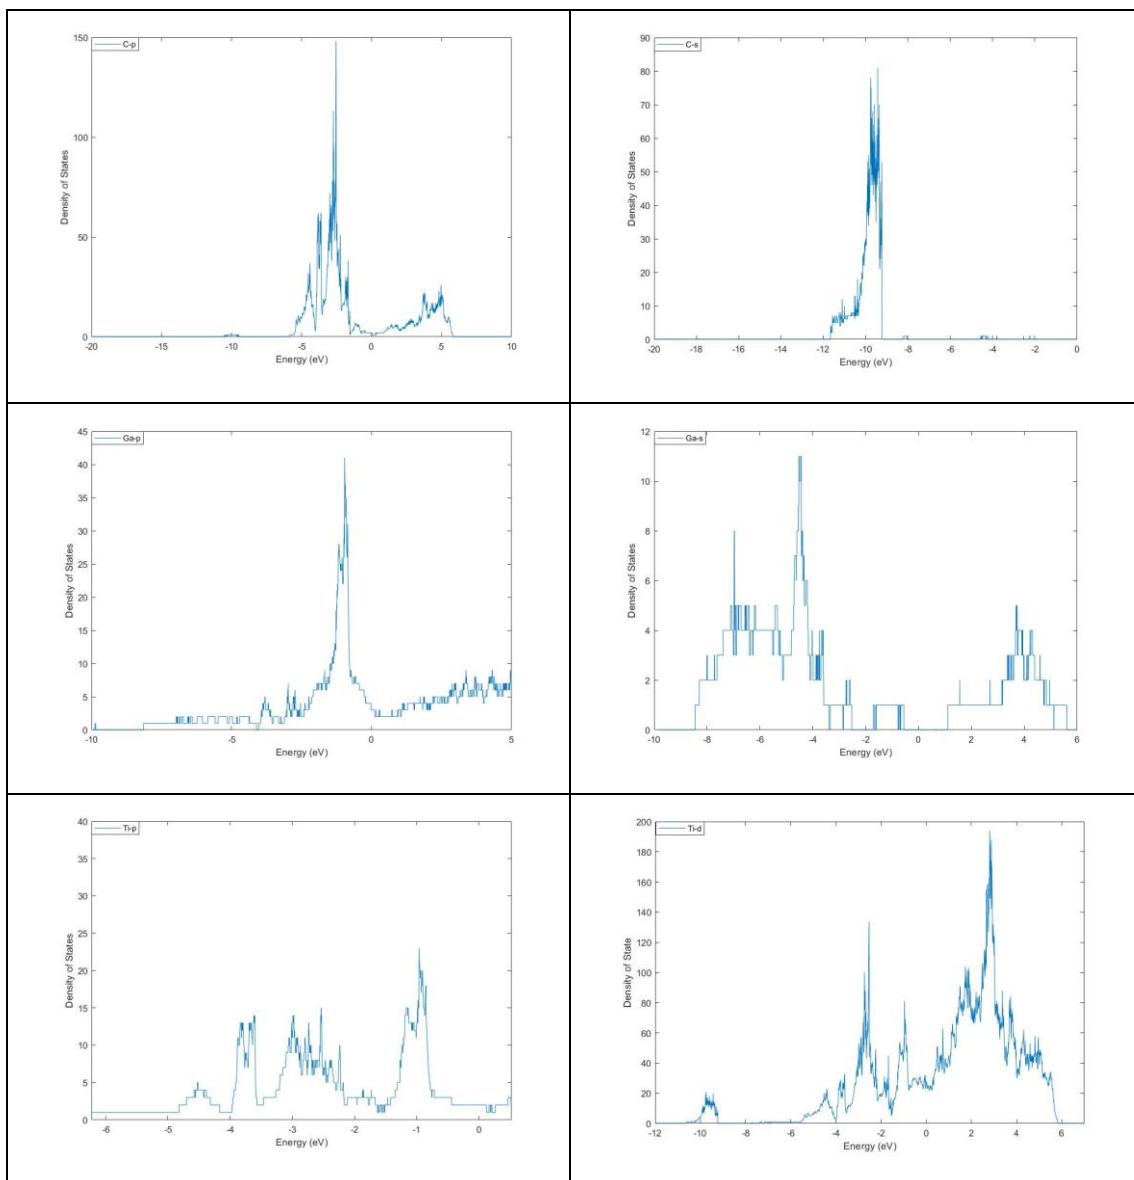 C-p
150
100
50
0
Density of States
-20 -15 -10 -5 0 5 10
Energy (eV)
C-s
90
80
70
60
50
40
30
20
10
0
Density of States
-20 -18 -16 -14 -12 -10 -8 -6 -4 -2 0
Energy (eV)
Ga-p
45
40
35
30
25
20
15
10
5
0
Density of States
-10 -5 0 5
Energy (eV)
Ga-s
12
10
8
6
4
2
0
Density of States
-10 -8 -6 -4 -2 0 2 4 6
Energy (eV)
Ti-p
40
35
30
25
20
15
10
5
0
Density of States
-6 -5 -4 -3 -2 -1 0
Energy (eV)
Ti-d
200
180
160
140
120
100
80
60
40
20
0
Density of State
-12 -10 -8 -6 -4 -2 0 2 4 6
Energy (eV)